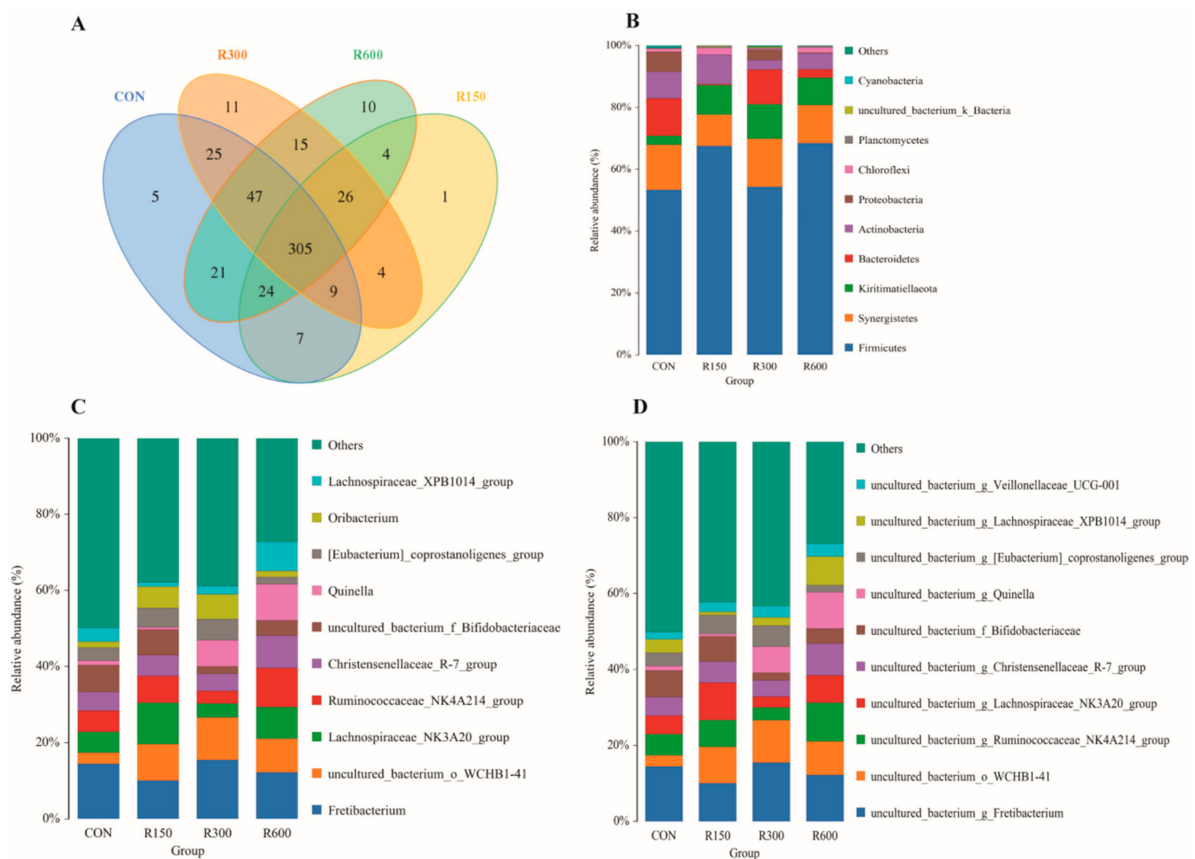 A
R300
R600
CON
R150
11
10
25
15
4
5
47
26
1
305
21
24
9
4
7
B
Relative abundance (%)
100%
80%
60%
40%
20%
0%
CON
R150
R300
R600
Group
Others
Cyanobacteria
uncultured_bacterium_k_Bacteria
Planctomycetes
Chloroflexi
Proteobacteria
Actinobacteria
Bacteroidetes
Kiritimatiellaeota
Synergistetes
Firmicutes
C
Relative abundance (%)
100%
80%
60%
40%
20%
0%
CON
R150
R300
R600
Group
Others
Lachnospiraceae_XPB1014_group
Oribacterium
[Eubacterium]_coprostanoligenes_group
Quinella
uncultured_bacterium_f_Bifidobacteriaceae
Christensenellaceae_R-7_group
Ruminococcaceae_NK4A214_group
Lachnospiraceae_NK3A20_group
uncultured_bacterium_o_WCHB1-41
Fretibacterium
D
Relative abundance (%)
100%
80%
60%
40%
20%
0%
CON
R150
R300
R600
Group
Others
uncultured_bacterium_g_Veillonellaceae_UCG-001
uncultured_bacterium_g_Lachnospiraceae_XPB1014_group
uncultured_bacterium_g_[Eubacterium]_coprostanoligenes_group
uncultured_bacterium_g_Quinella
uncultured_bacterium_f_Bifidobacteriaceae
uncultured_bacterium_g_Christensenellaceae_R-7_group
uncultured_bacterium_g_Lachnospiraceae_NK3A20_group
uncultured_bacterium_g_Ruminococcaceae_NK4A214_group
uncultured_bacterium_o_WCHB1-41
uncultured_bacterium_g_Fretibacterium